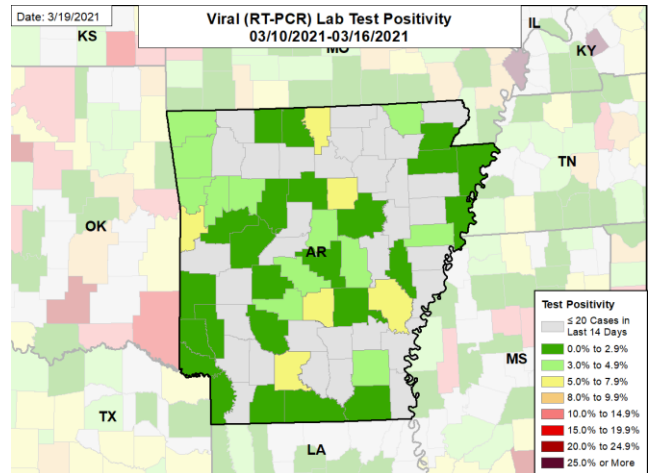 Date: 3/19/2021
Viral (RT-PCR) Lab Test Positivity
03/10/2021-03/16/2021
KS
MO
IL
KY
TN
OK
AR
MS
TX
LA
Test Positivity
≤ 20 Cases in
Last 14 Days
0.0% to 2.9%
3.0% to 4.9%
5.0% to 7.9%
8.0% to 9.9%
10.0% to 14.9%
15.0% to 19.9%
20.0% to 24.9%
25.0% or More